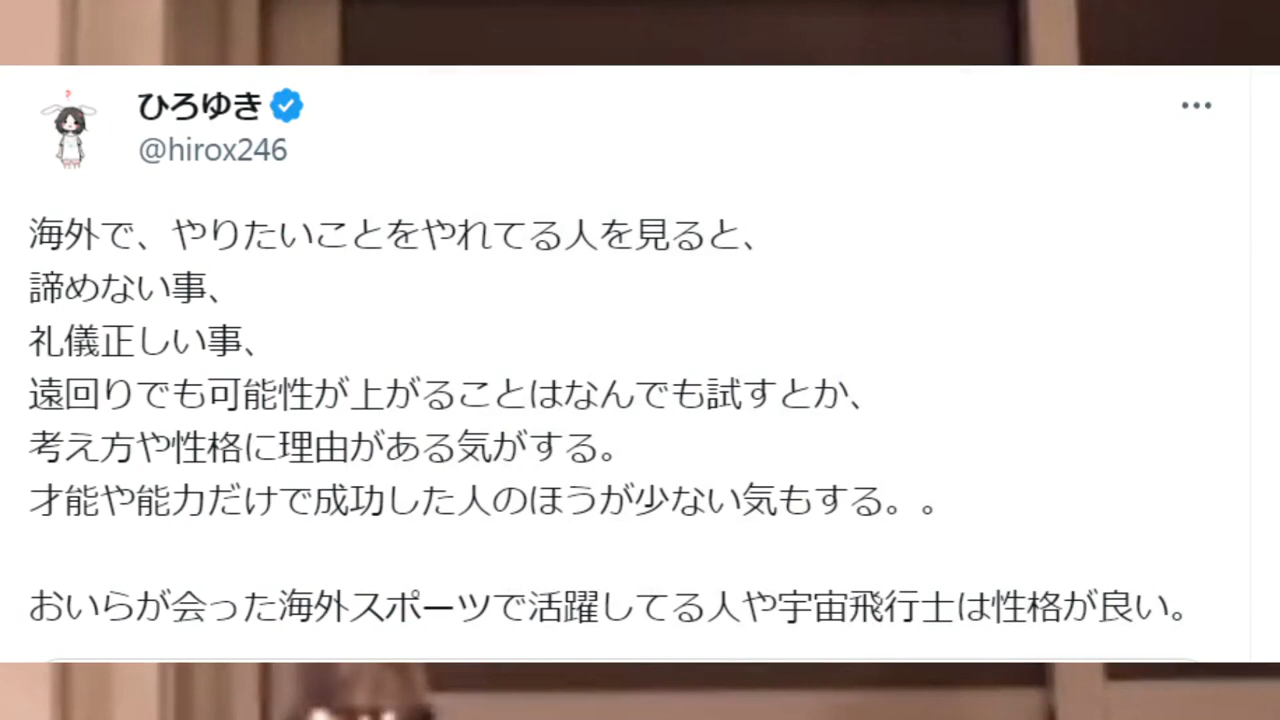 ひろゆき
@hirox246
海外で、やりたいことをやれてる人を見ると、
諦めない事、
礼儀正しい事、
遠回りでも可能性が上がることはなんでも試すとか、
考え方や性格に理由がある気がする。
才能や能力だけで成功した人のほうが少ない気もする。。
おいらが会った海外スポーツで活躍してる人や宇宙飛行士は性格が良い。